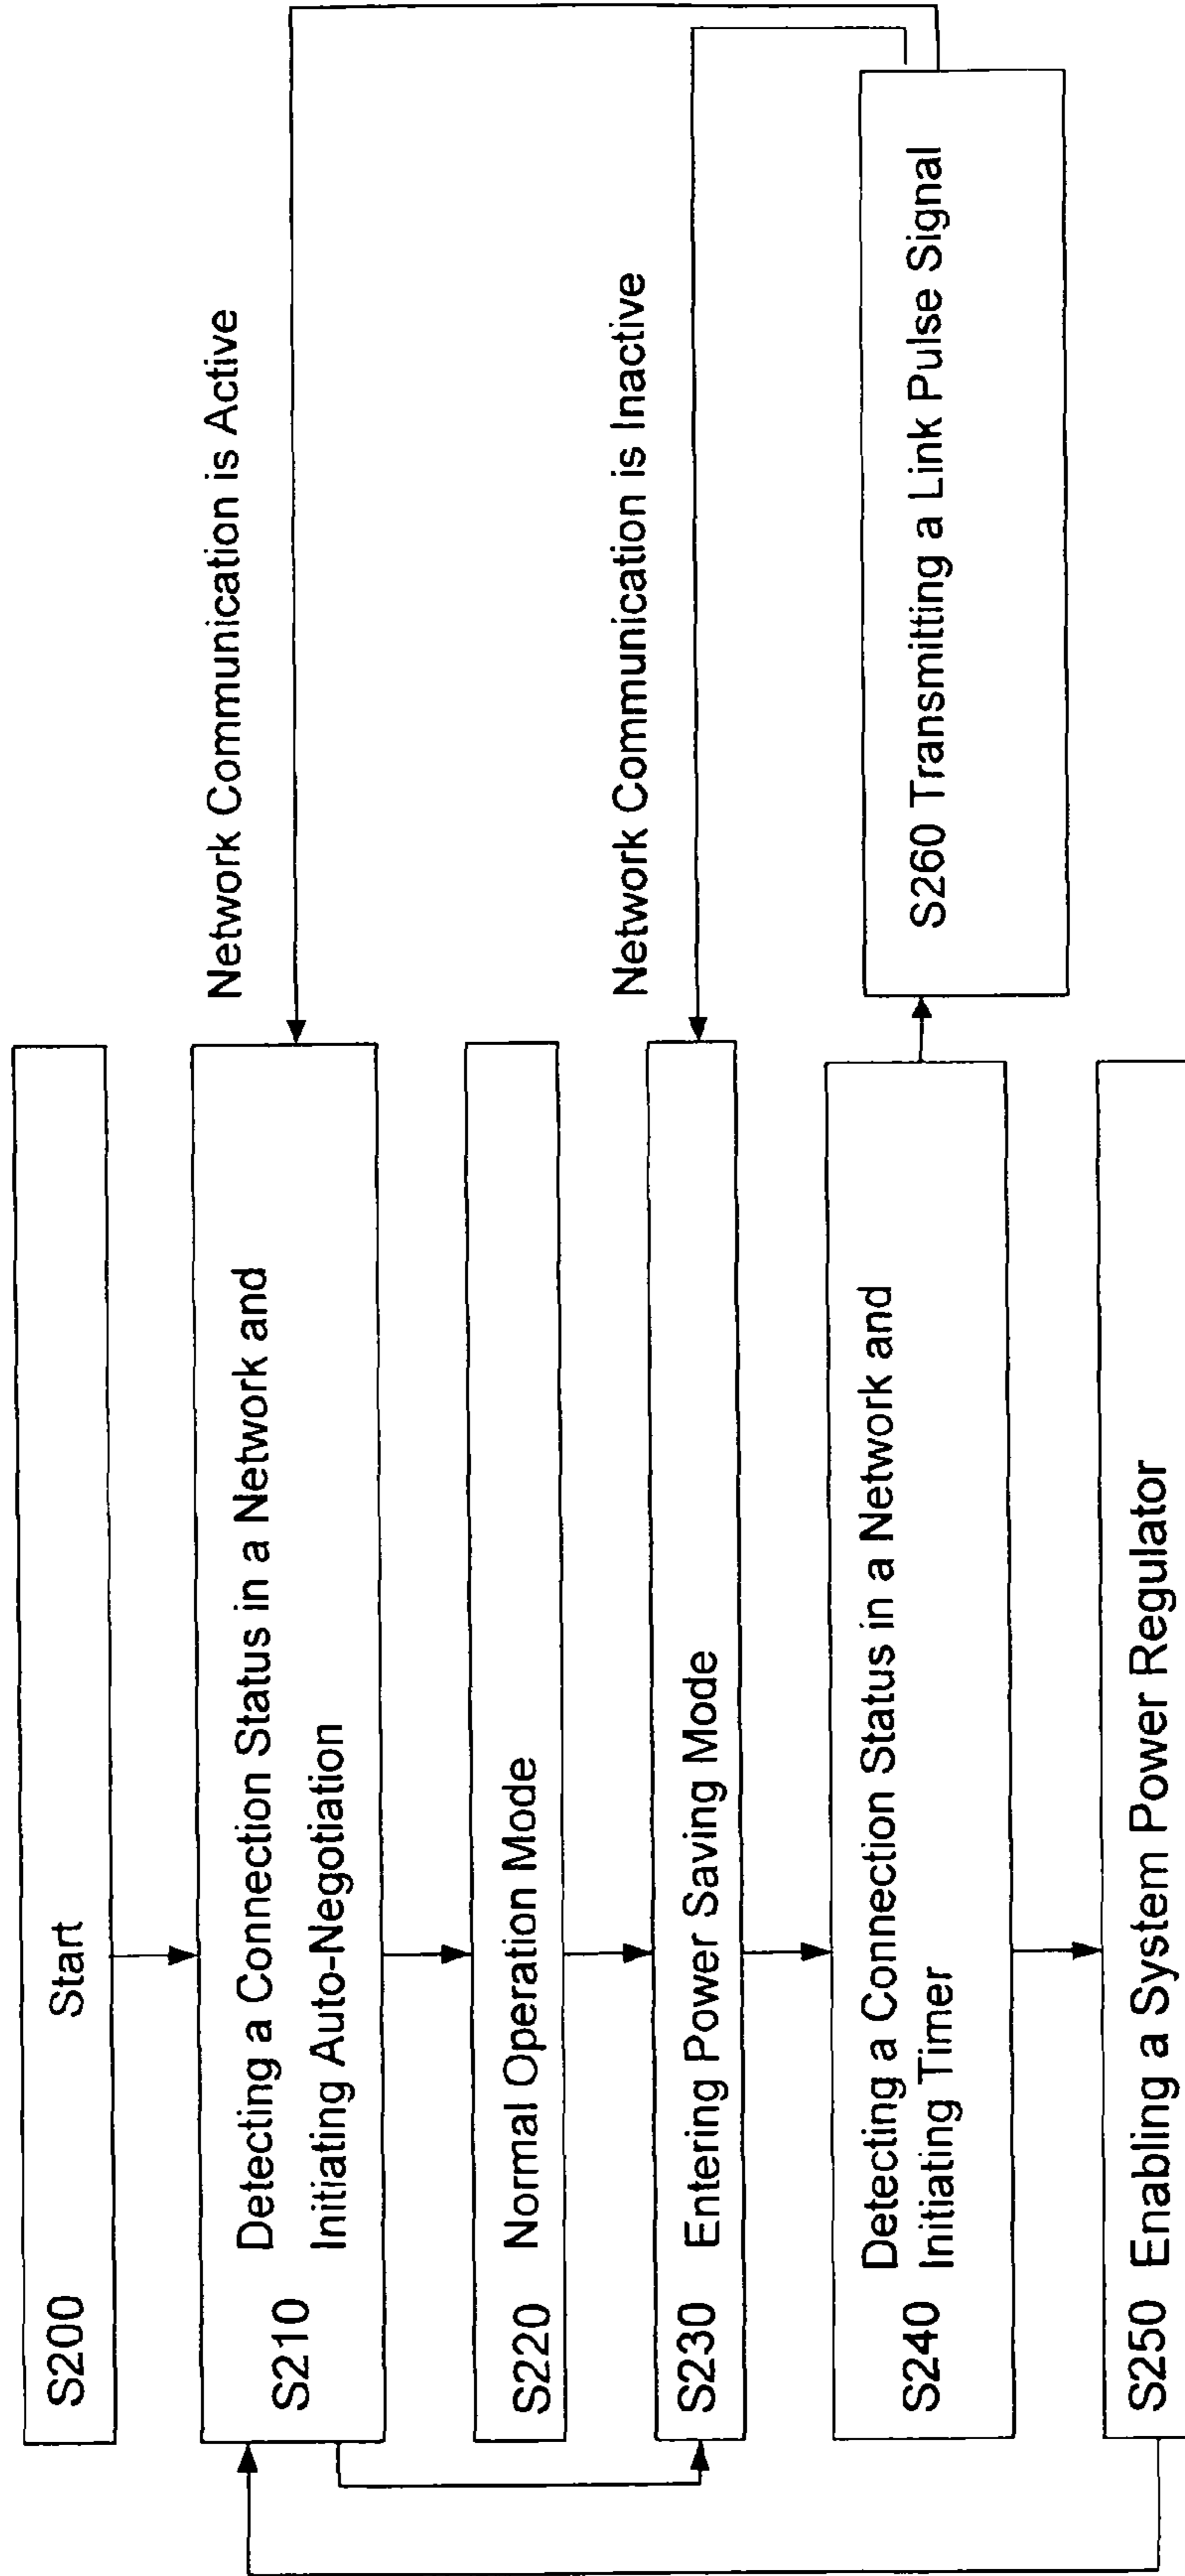 S200 Start
S210 Detecting a Connection Status in a Network and
Initiating Auto-Negotiation
S220 Normal Operation Mode
S230 Entering Power Saving Mode
S240 Detecting a Connection Status in a Network and
Initiating Timer
S250 Enabling a System Power Regulator
Network Communication is Active
Network Communication is Inactive
S260 Transmitting a Link Pulse Signal